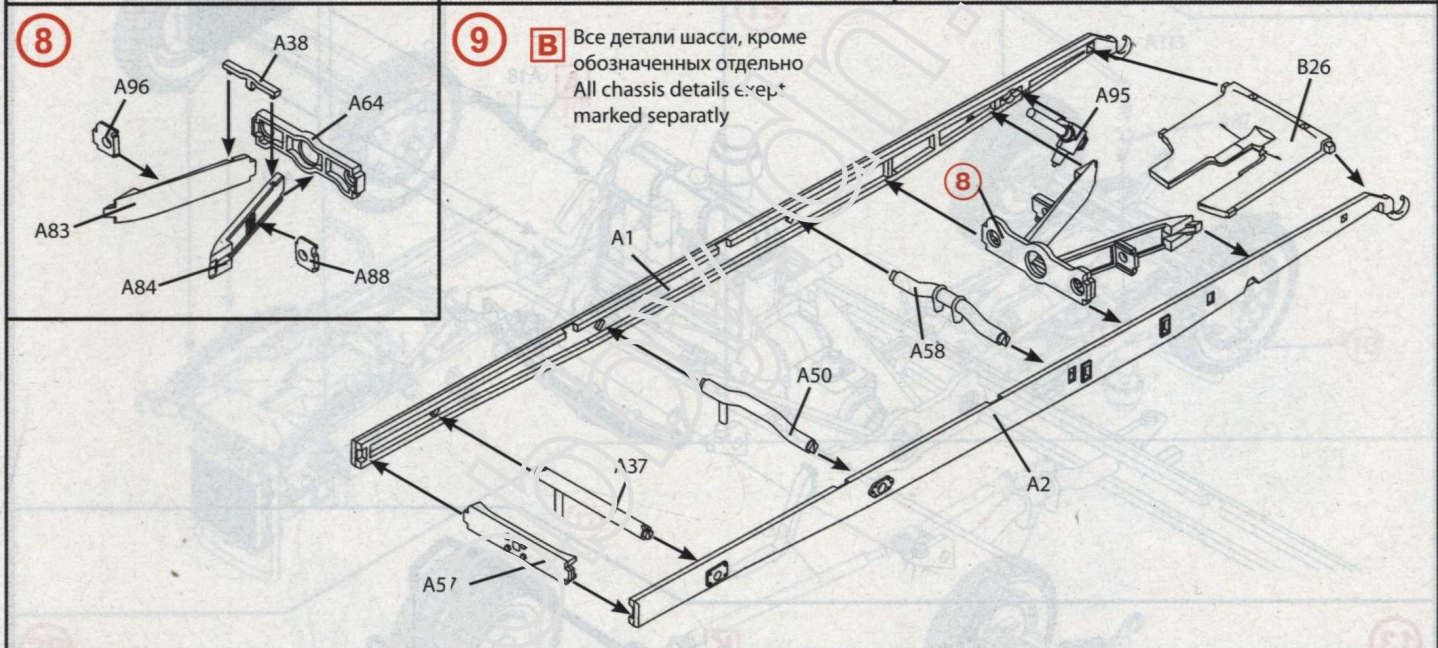 8
A38
A96
A64
A83
A84
A88
9
B Все детали шасси, кроме
обозначенных отдельно
All chassis details exept
marked separatly
B26
A95
8
A1
A58
A50
A37
A2
A57